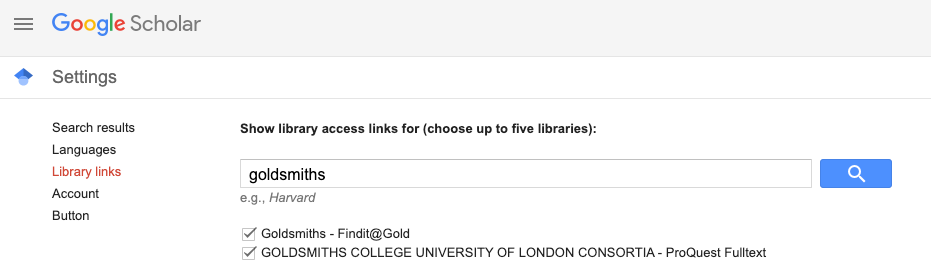 Google Scholar
Settings
Search results
Languages
Library links
Account
Button
Show library access links for (choose up to five libraries):
goldsmiths
e.g., Harvard
Goldsmiths - Findit@Gold
GOLDSMITHS COLLEGE UNIVERSITY OF LONDON CONSORTIA - ProQuest Fulltext